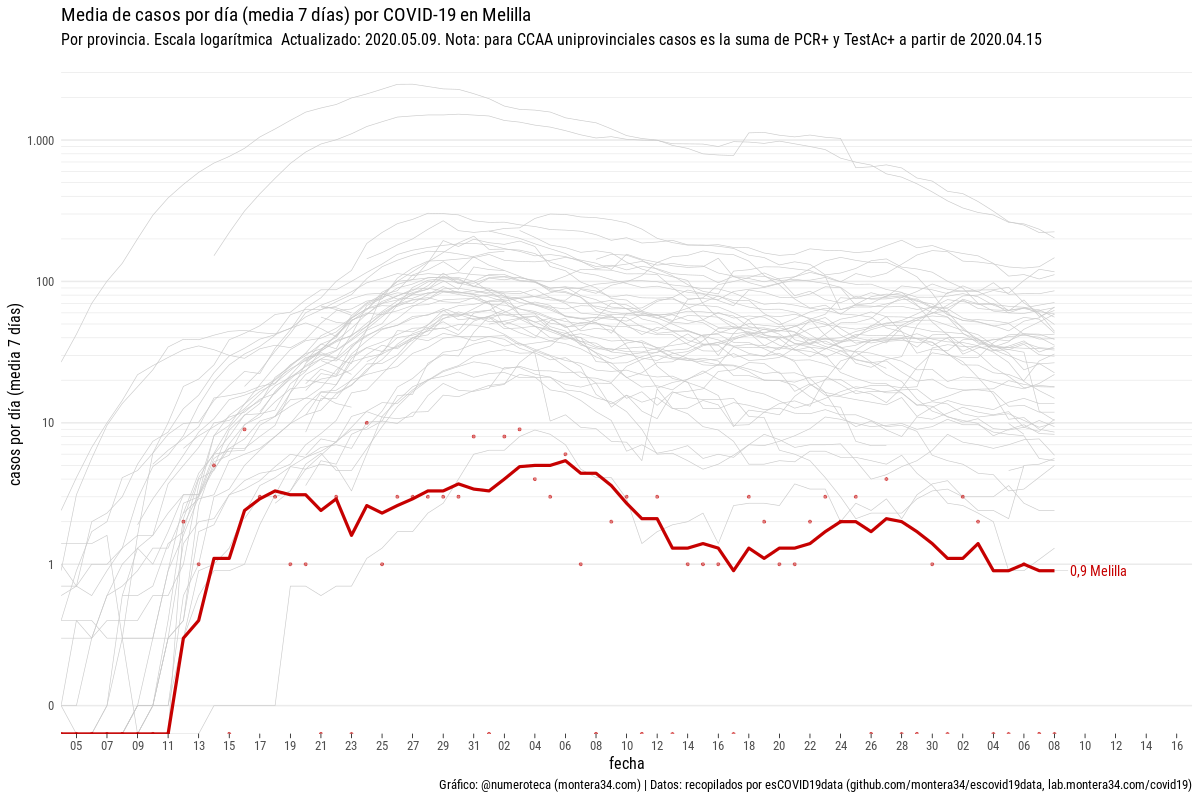 Media de casos por día (media 7 días) por COVID-19 en Melilla
Por provincia. Escala logarítmica  Actualizado: 2020.05.09. Nota: para CCAA uniprovinciales casos es la suma de PCR+ y TestAc+ a partir de 2020.04.15
casos por día (media 7 días)
1.000
100
10
1
0
0,9 Melilla
05 07 09 11 13 15 17 19 21 23 25 27 29 31 02 04 06 08 10 12 14 16 18 20 22 24 26 28 30 02 04 06 08 10 12 14 16
fecha
Gráfico: @numeroteca (montera34.com) | Datos: recopilados por esCOVID19data (github.com/montera34/escovid19data, lab.montera34.com/covid19)